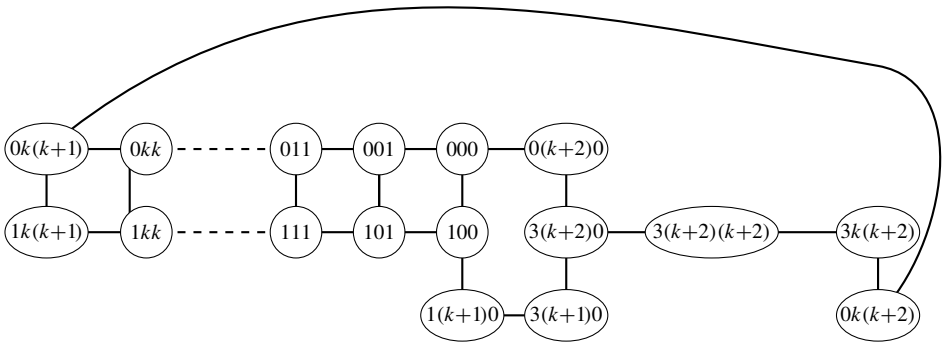 0k(k+1) 0kk 011 001 000 0(k+2)0
1k(k+1) 1kk 111 101 100 3(k+2)0 3(k+2)(k+2) 3k(k+2)
1(k+1)0 3(k+1)0 0k(k+2)